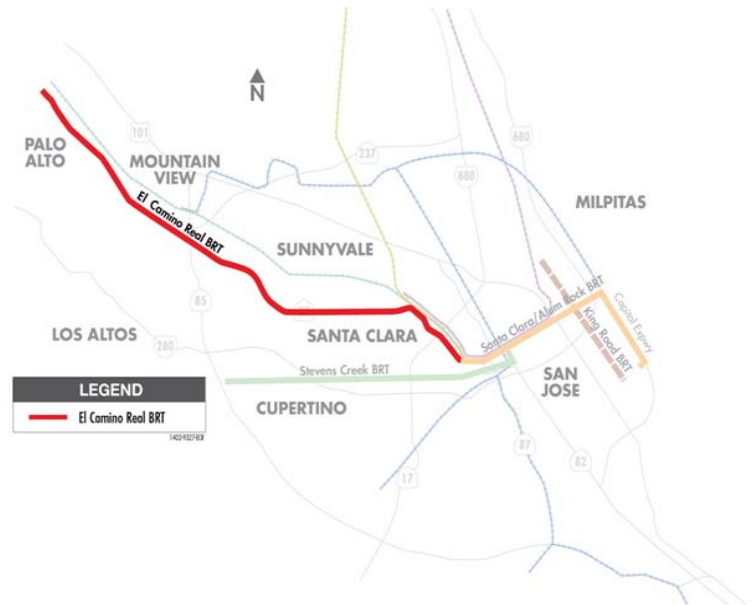 N
PALO
ALTO
101
MOUNTAIN
VIEW
237
680
880
MILPITAS
El Camino Real BRT
SUNNYVALE
85
LOS ALTOS
280
SANTA CLARA
Santa Clara/Alum Rock BRT
Capitol Expwy
King Road BRT
Stevens Creek BRT
SAN
JOSE
CUPERTINO
LEGEND
El Camino Real BRT
17
87
82